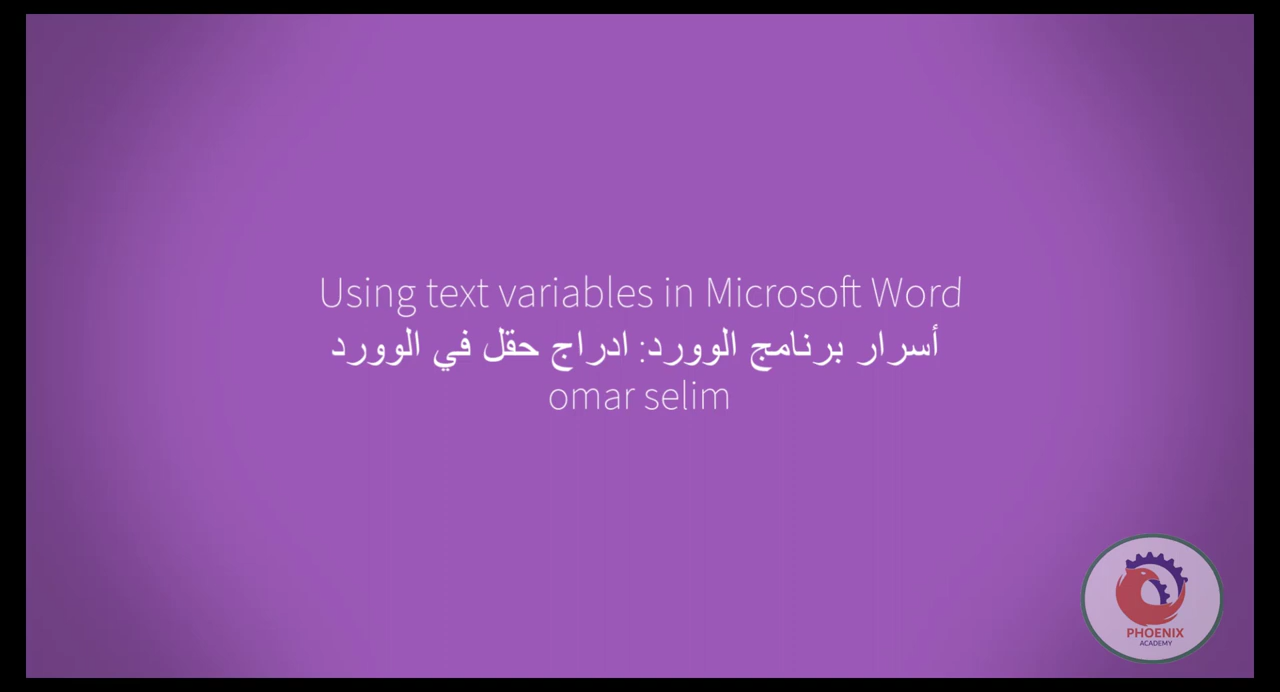 Using text variables in Microsoft Word
أسرار برنامج الوورد: ادراج حقل في الوورد
omar selim
PHOENIX
ACADEMY